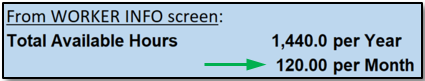 From WORKER INFO screen:
Total Available Hours 1,440.0 per Year
120.00 per Month